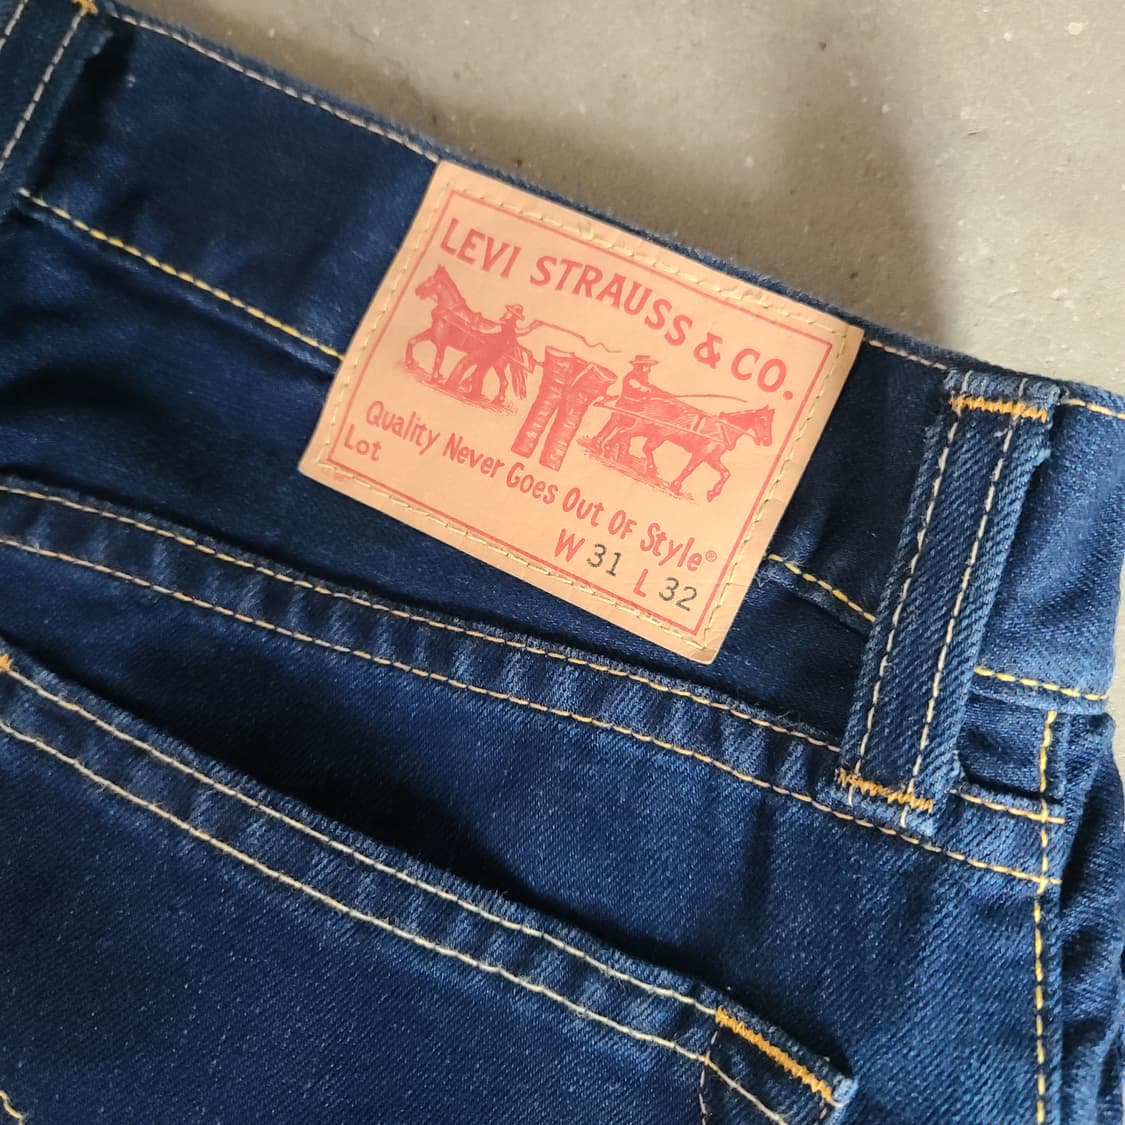 LEVI STRAUSS & CO.
Quality Never Goes Out Of Style®
Lot
W 31 L 32